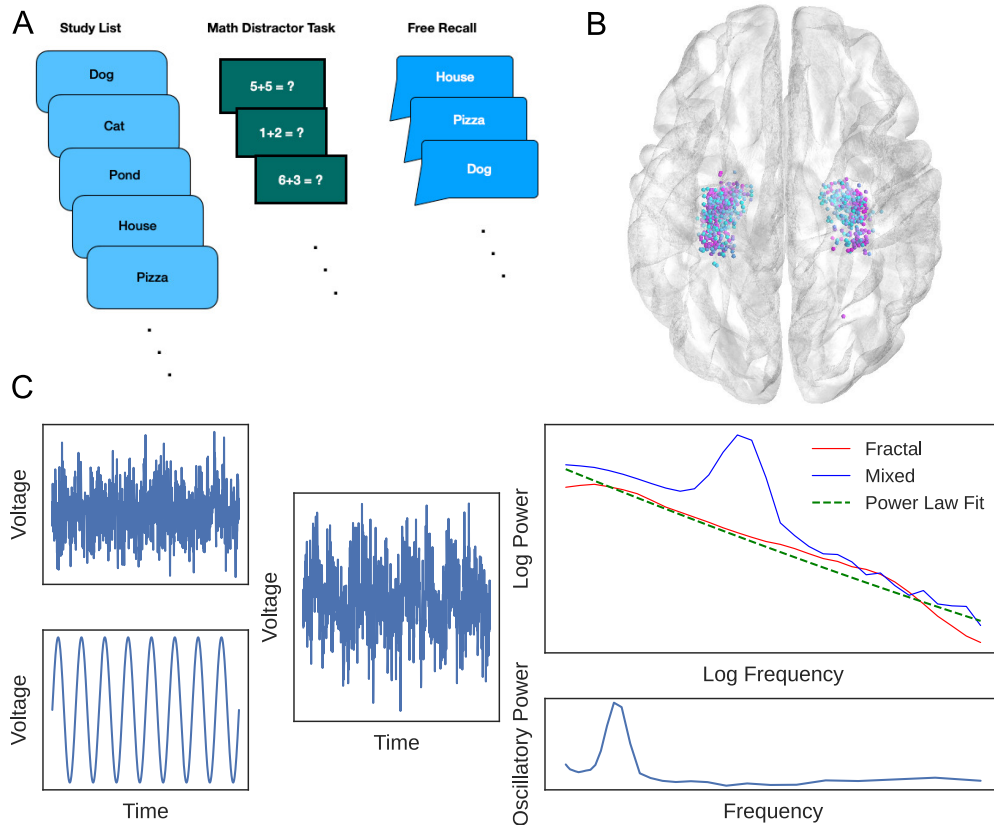 A
Study List
Dog
Cat
Pond
House
Pizza
Math Distractor Task
5+5 = ?
1+2 = ?
6+3 = ?
Free Recall
House
Pizza
Dog
B
C
Voltage
Voltage
Time
Voltage
Time
Log Power
Fractal
Mixed
Power Law Fit
Log Frequency
Oscillatory Power
Frequency